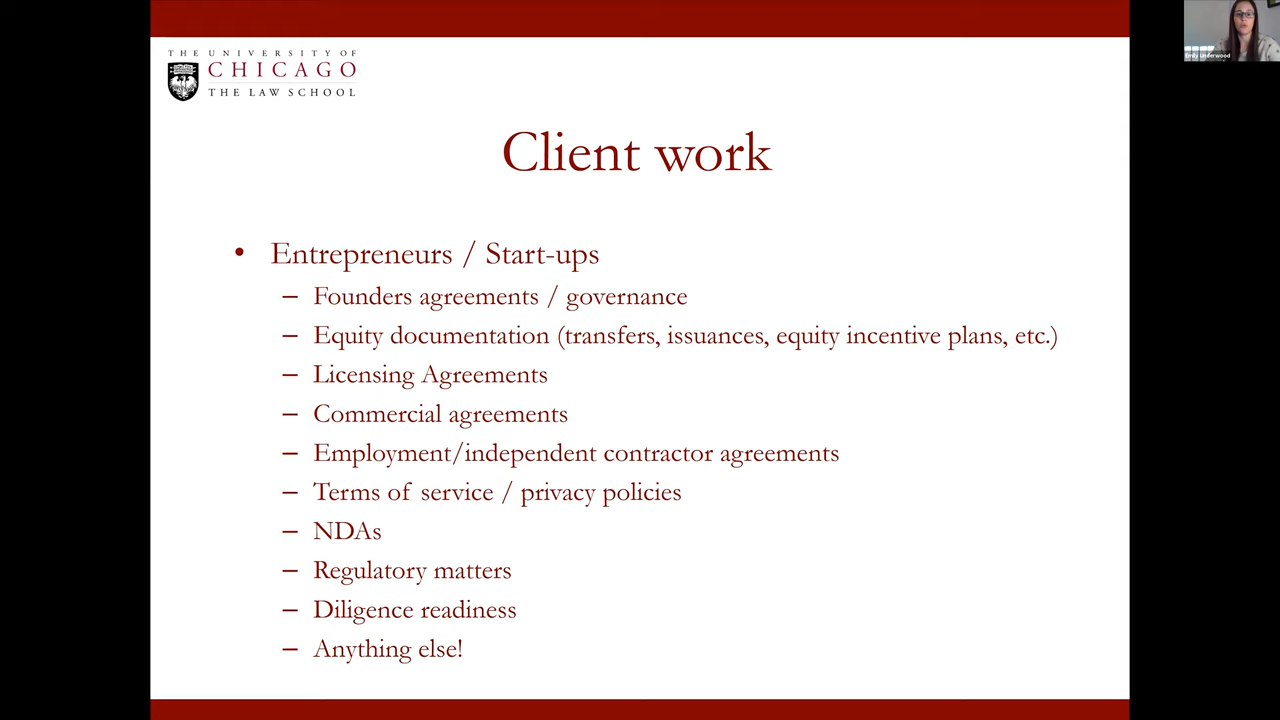 THE UNIVERSITY OF
CHICAGO
THE LAW SCHOOL
Emily Underwood
Client work
• Entrepreneurs / Start-ups
– Founders agreements / governance
– Equity documentation (transfers, issuances, equity incentive plans, etc.)
– Licensing Agreements
– Commercial agreements
– Employment/independent contractor agreements
– Terms of service / privacy policies
– NDAs
– Regulatory matters
– Diligence readiness
– Anything else!